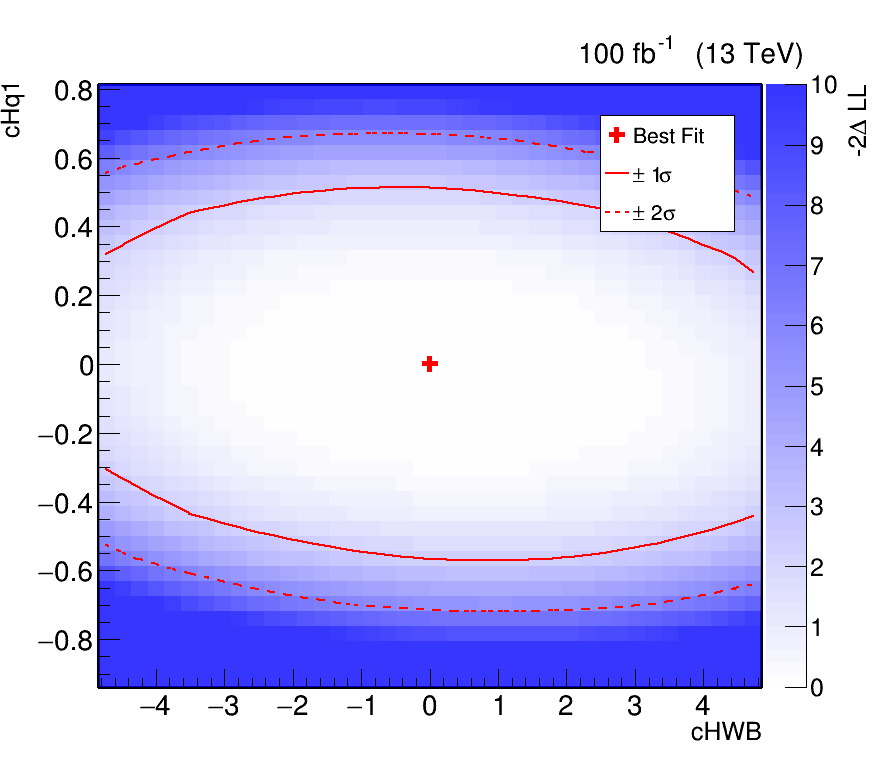 100 fb⁻¹ (13 TeV)
cHq1
0.8
0.6
0.4
0.2
0
−0.2
−0.4
−0.6
−0.8
Best Fit
± 1σ
± 2σ
10
9
8
7
6
5
4
3
2
1
0
-2Δ LL
−4 −3 −2 −1 0 1 2 3 4
cHWB